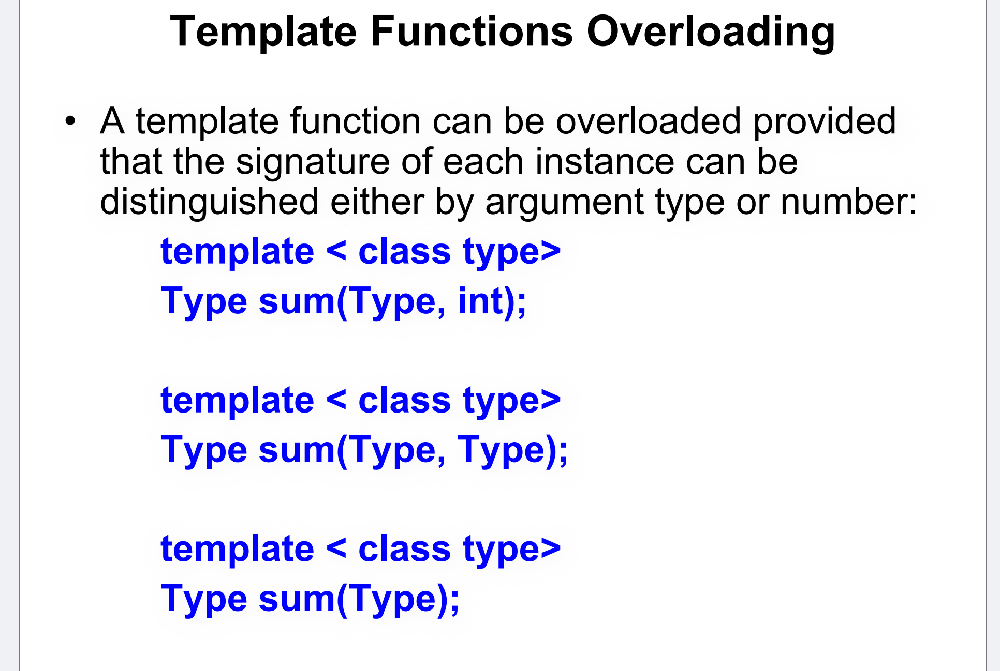 Template Functions Overloading
• A template function can be overloaded provided
that the signature of each instance can be
distinguished either by argument type or number:
template < class type>
Type sum(Type, int);
template < class type>
Type sum(Type, Type);
template < class type>
Type sum(Type);